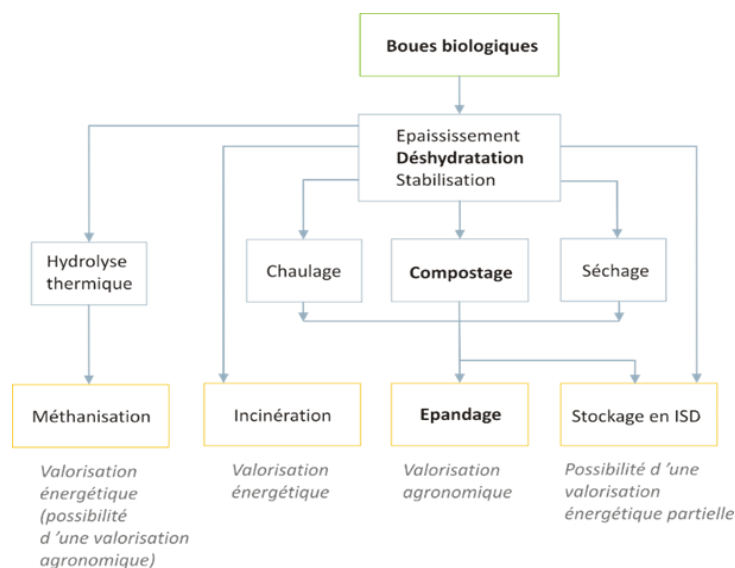 Boues biologiques
Epaississement
Déshydratation
Stabilisation
Hydrolyse
thermique
Chaulage
Compostage
Séchage
Méthanisation
Incinération
Epandage
Stockage en ISD
Valorisation
énergétique
(possibilité
d 'une valorisation
agronomique)
Valorisation
énergétique
Valorisation
agronomique
Possibilité d 'une
valorisation
énergétique partielle